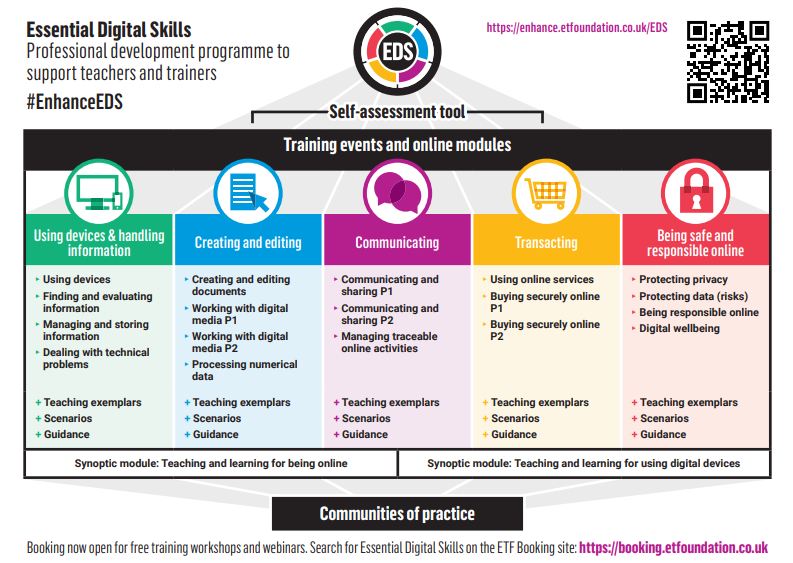 Essential Digital Skills
Professional development programme to
support teachers and trainers
#EnhanceEDS
EDS
https://enhance.etfoundation.co.uk/EDS
Self-assessment tool
Training events and online modules
Using devices & handling
information
‣ Using devices
‣ Finding and evaluating
information
‣ Managing and storing
information
‣ Dealing with technical
problems
+ Teaching exemplars
+ Scenarios
+ Guidance
Creating and editing
‣ Creating and editing
documents
‣ Working with digital
media P1
‣ Working with digital
media P2
‣ Processing numerical
data
+ Teaching exemplars
+ Scenarios
+ Guidance
Communicating
‣ Communicating and
sharing P1
‣ Communicating and
sharing P2
‣ Managing traceable
online activities
+ Teaching exemplars
+ Scenarios
+ Guidance
Transacting
‣ Using online services
‣ Buying securely online
P1
‣ Buying securely online
P2
+ Teaching exemplars
+ Scenarios
+ Guidance
Being safe and
responsible online
‣ Protecting privacy
‣ Protecting data (risks)
‣ Being responsible online
‣ Digital wellbeing
+ Teaching exemplars
+ Scenarios
+ Guidance
Synoptic module: Teaching and learning for being online
Synoptic module: Teaching and learning for using digital devices
Communities of practice
Booking now open for free training workshops and webinars. Search for Essential Digital Skills on the ETF Booking site: https://booking.etfoundation.co.uk